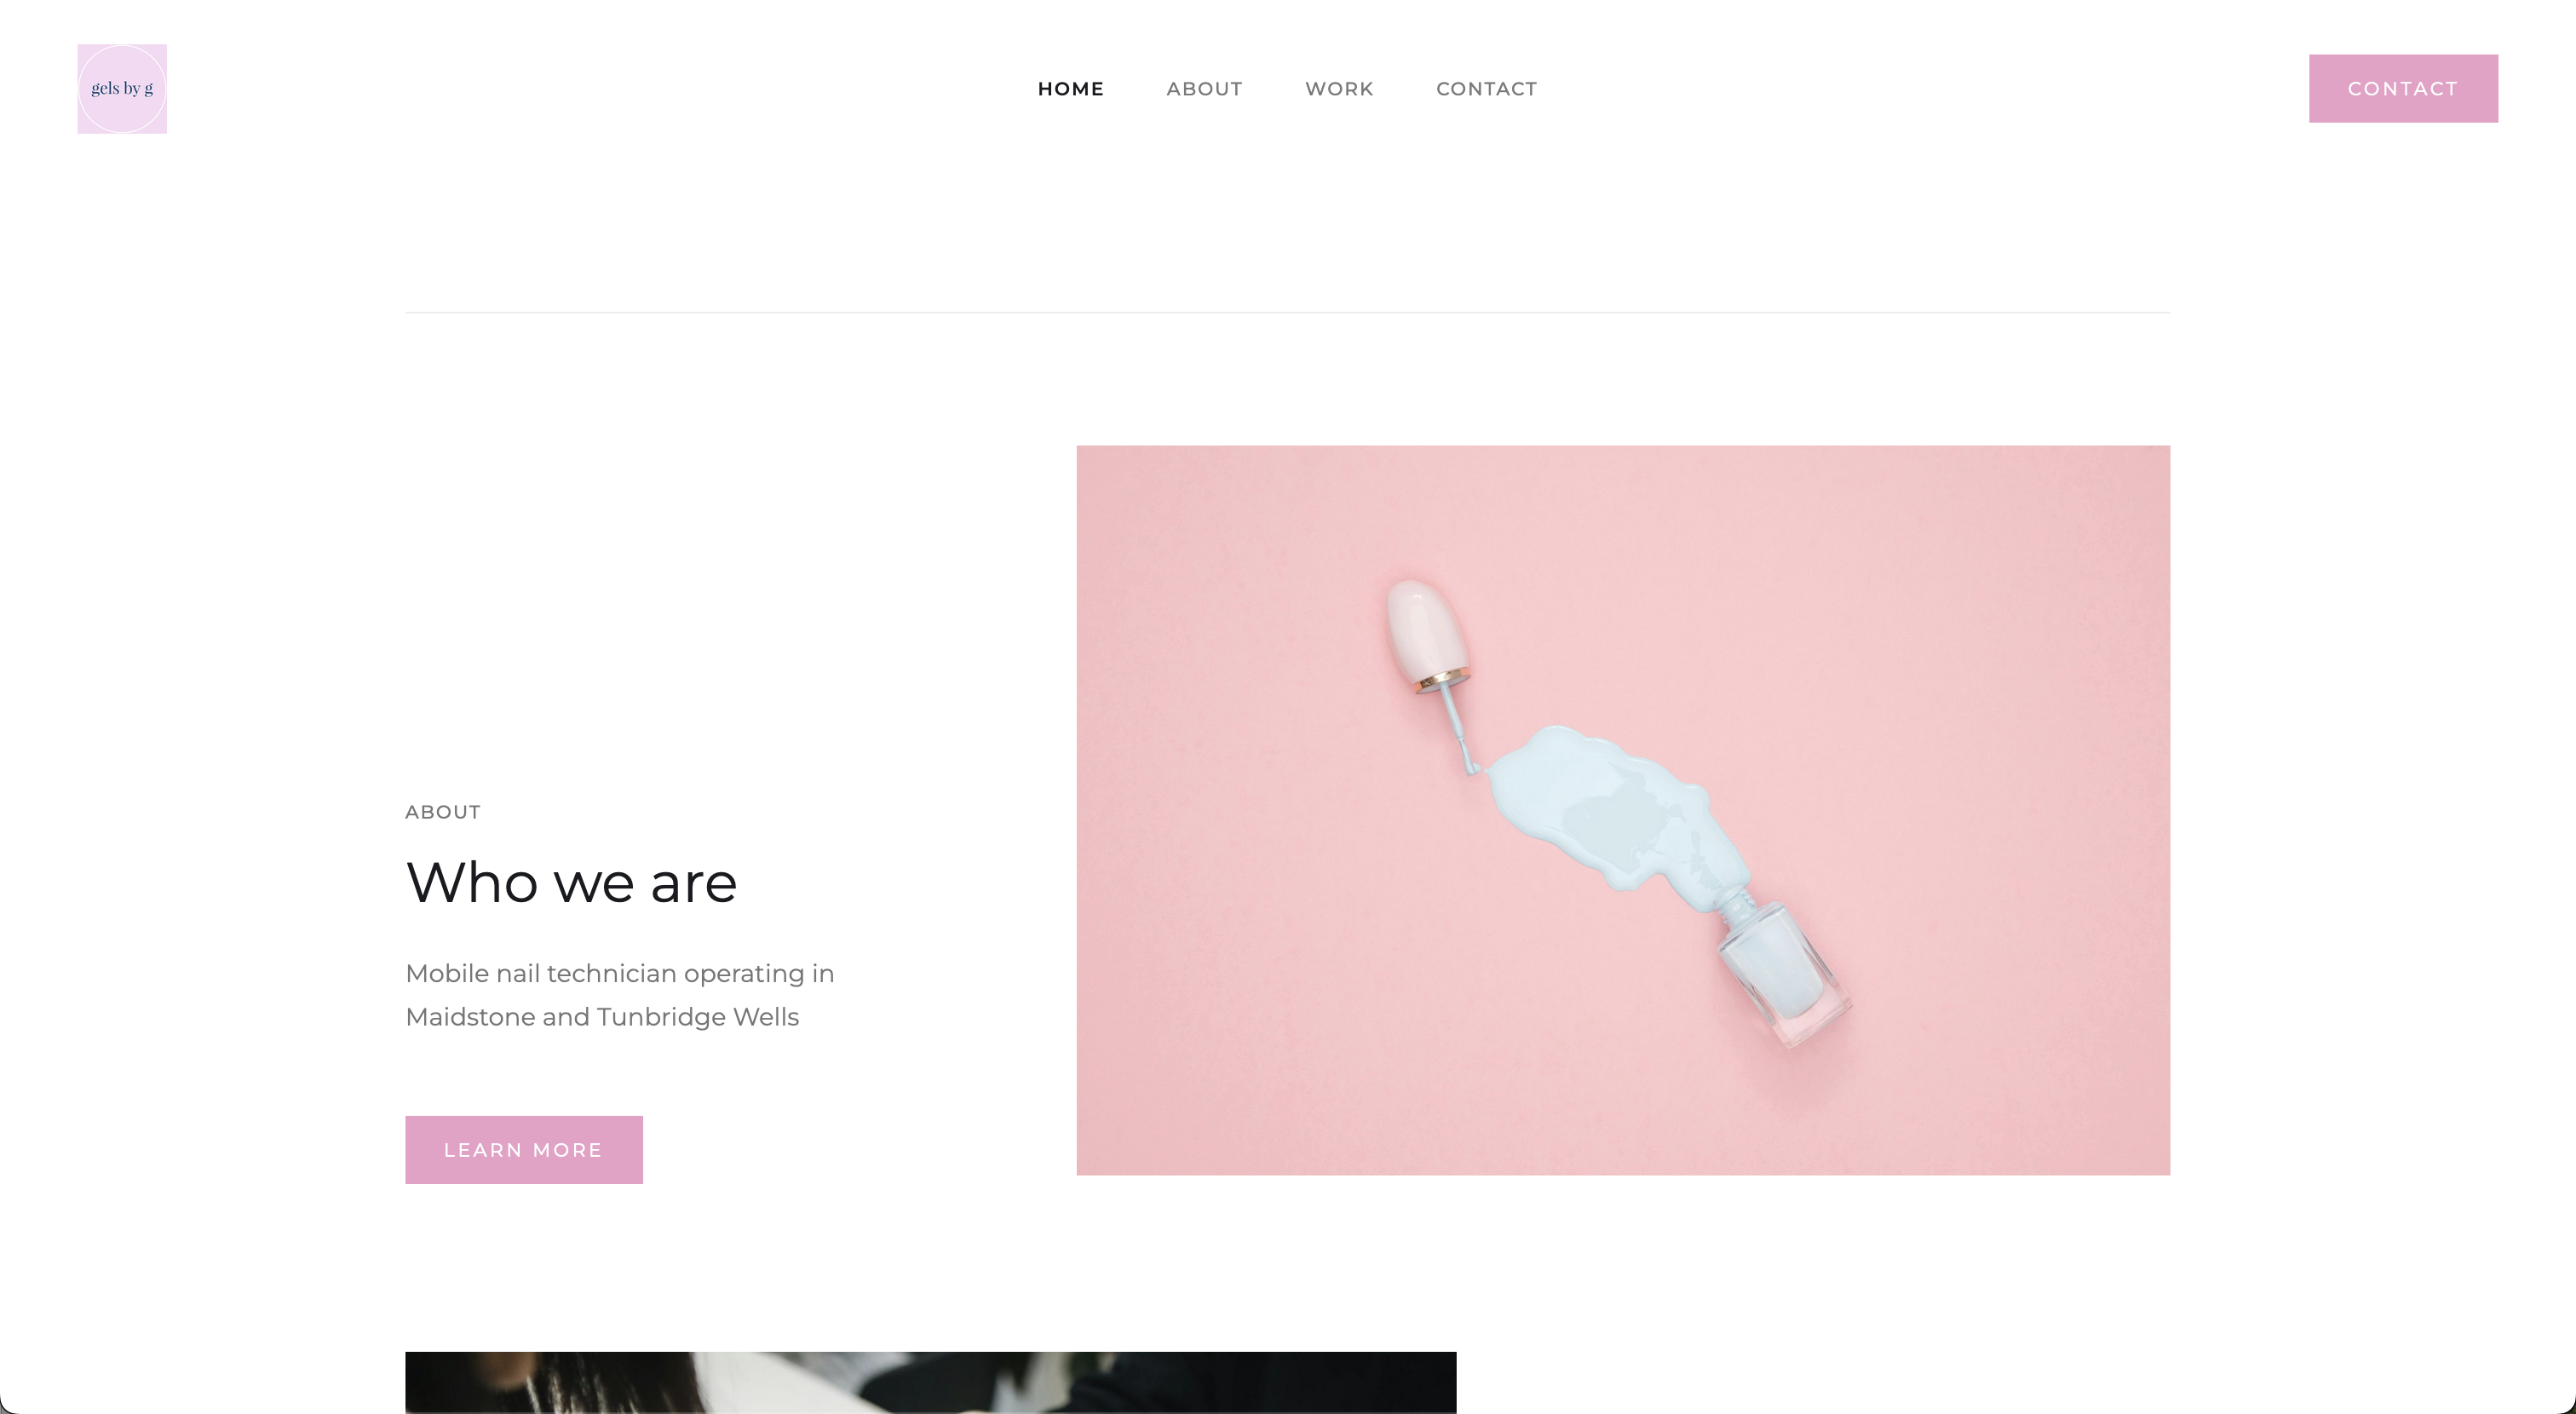 gels by g
HOME
ABOUT
WORK
CONTACT
CONTACT
ABOUT
Who we are
Mobile nail technician operating in
Maidstone and Tunbridge Wells
LEARN MORE